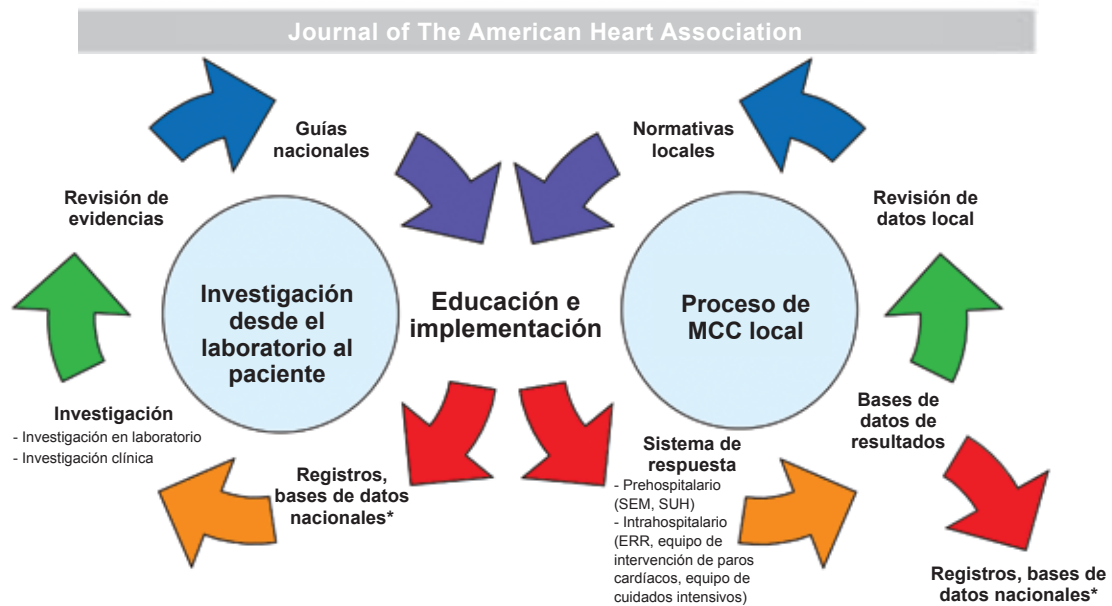 Journal of The American Heart Association
Guías
nacionales
Normativas
locales
Revisión de
evidencias
Revisión de
datos local
Investigación
desde el
laboratorio al
paciente
Educación e
implementación
Proceso de
MCC local
Investigación
- Investigación en laboratorio
- Investigación clínica
Registros,
bases de datos
nacionales*
Sistema de
respuesta
- Prehospitalario
(SEM, SUH)
- Intrahospitalario
(ERR, equipo de
intervención de paros
cardíacos, equipo de
cuidados intensivos)
Bases de
datos de
resultados
Registros, bases de
datos nacionales*